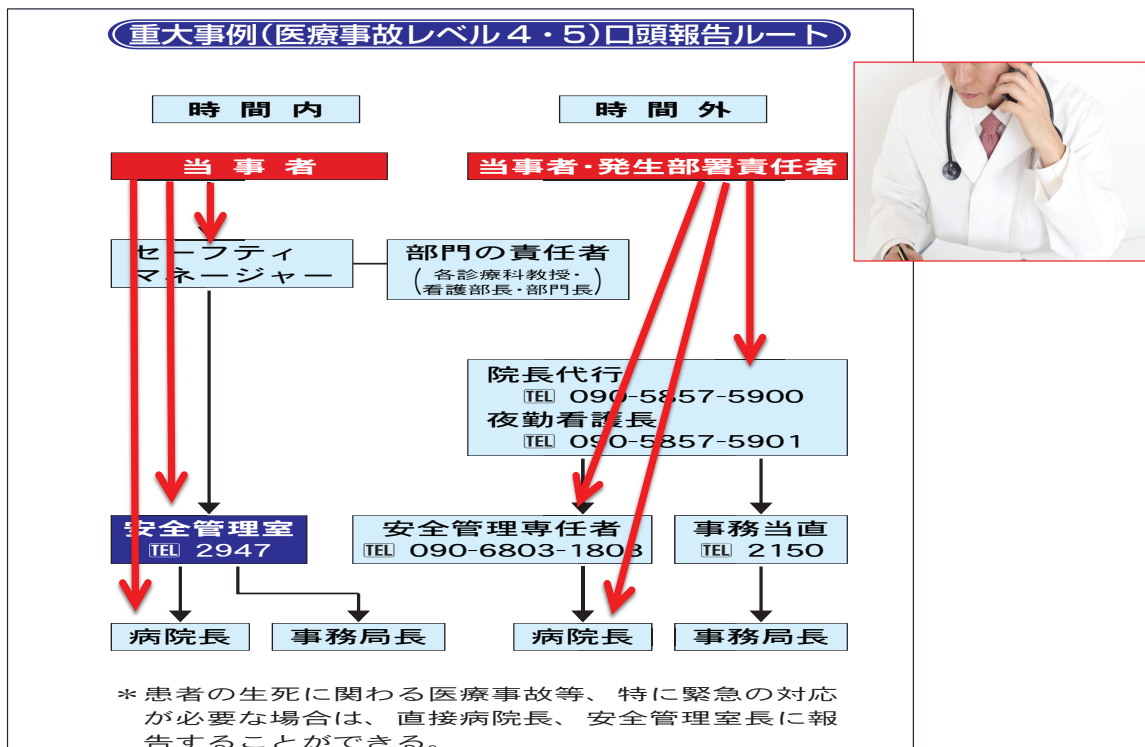 重大事例(医療事故レベル4・5)口頭報告ルート
時間内
時間外
当事者
当事者・発生部署責任者
セーフティ
マネージャー
部門の責任者
(各診療科教授・
看護部長・部門長)
院長代行
TEL 090-5857-5900
夜勤看護長
TEL 090-5857-5901
安全管理室
TEL 2947
安全管理専任者
TEL 090-6803-1803
事務当直
TEL 2150
病院長
事務局長
病院長
事務局長
*患者の生死に関わる医療事故等、特に緊急の対応
が必要な場合は、直接病院長、安全管理室長に報
告することができる。